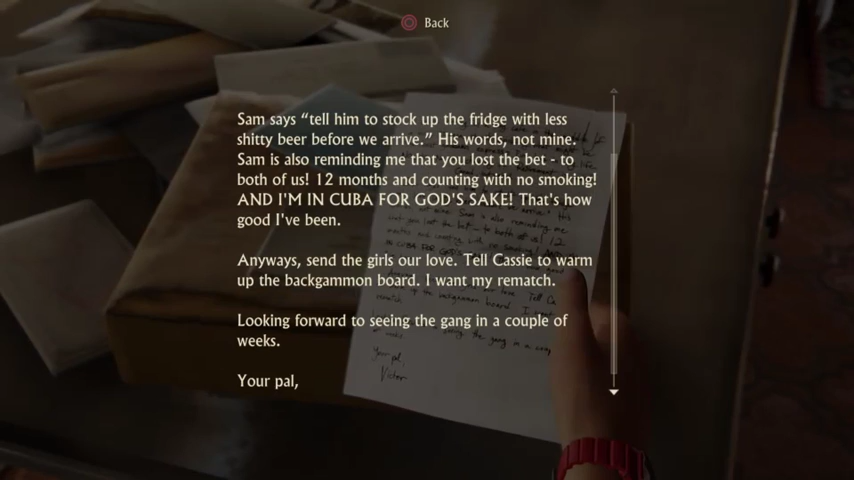 Back
Sam says “tell him to stock up the fridge with less
shitty beer before we arrive.” His words, not mine.
Sam is also reminding me that you lost the bet - to
both of us! 12 months and counting with no smoking!
AND I'M IN CUBA FOR GOD'S SAKE! That's how
good I've been.
Anyways, send the girls our love. Tell Cassie to warm
up the backgammon board. I want my rematch.
Looking forward to seeing the gang in a couple of
weeks.
Your pal,
Your pal,
Victor